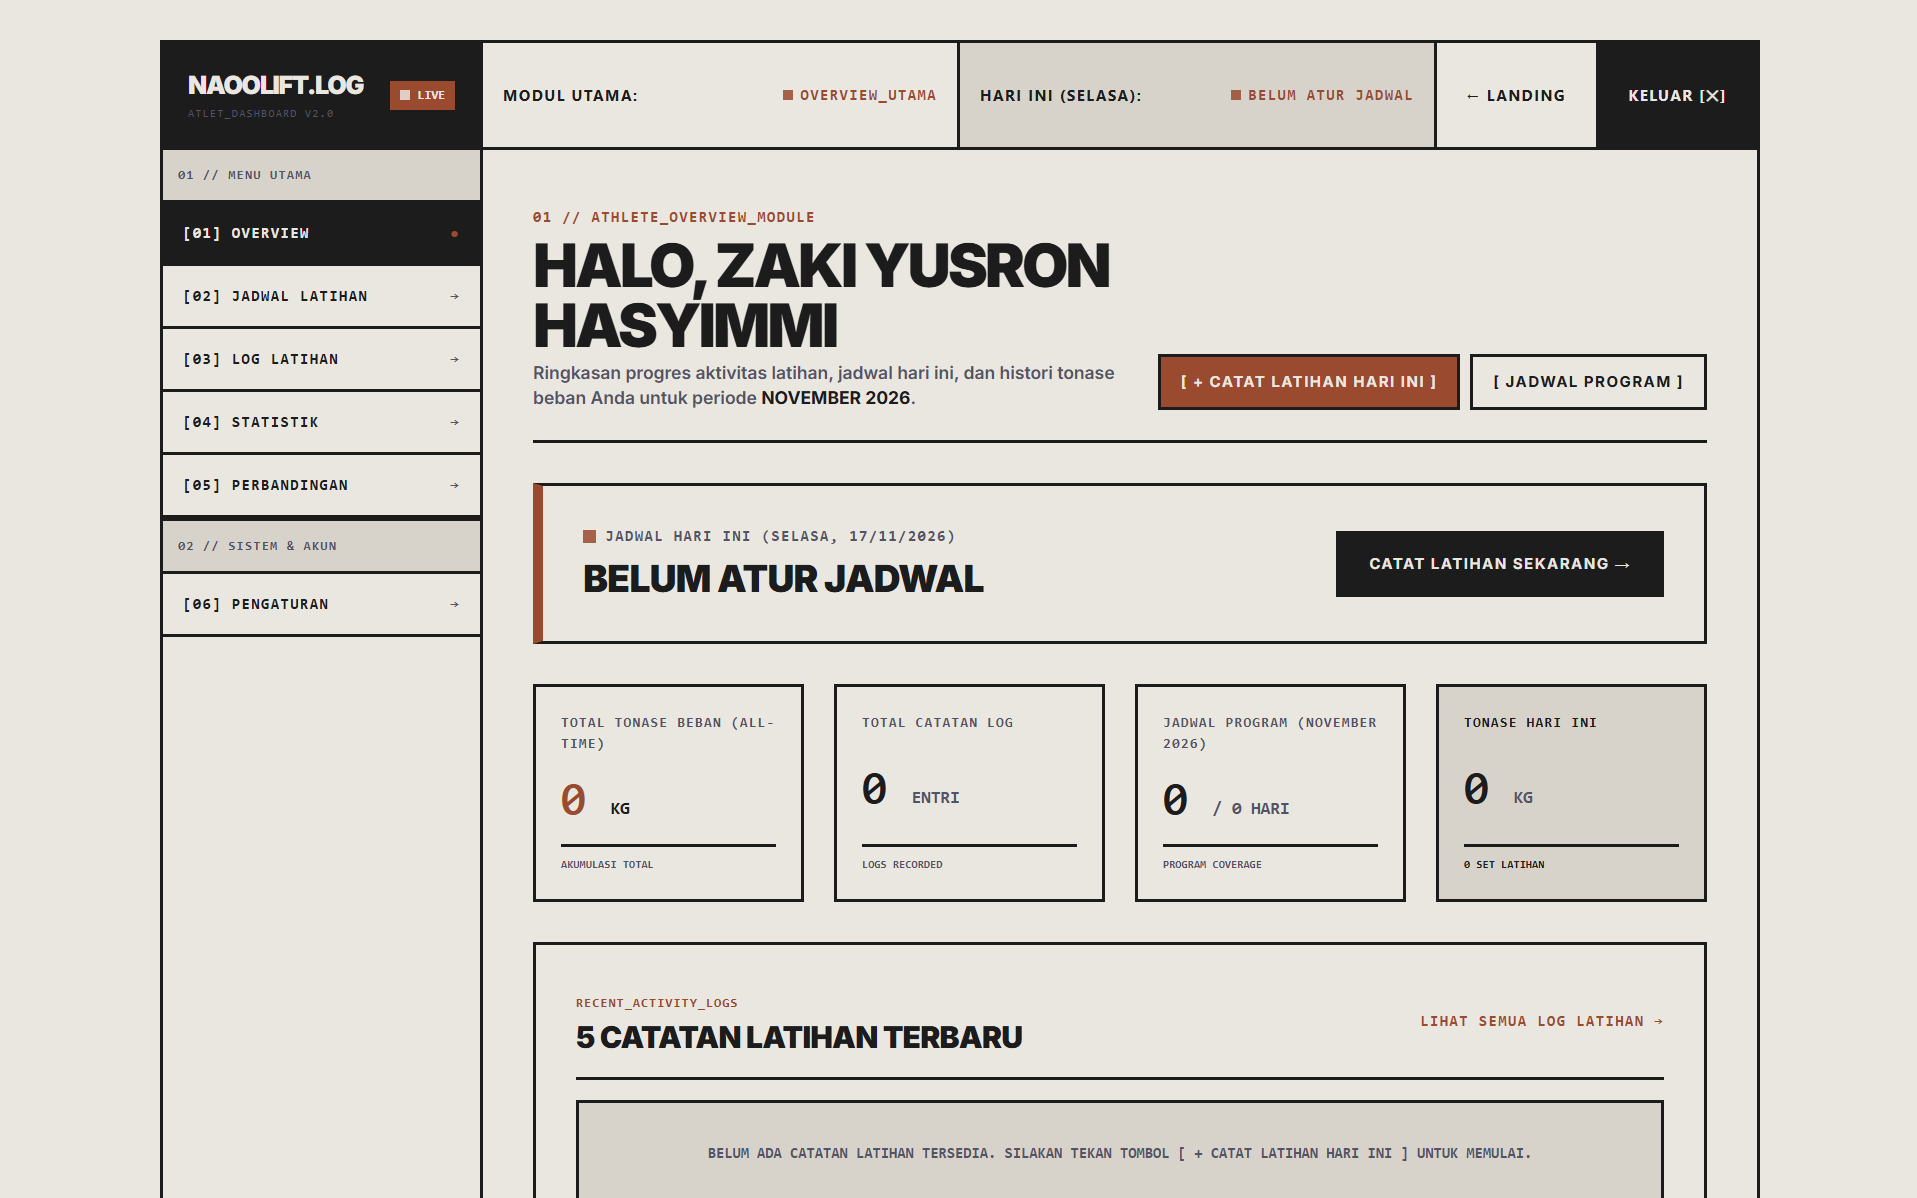 NAOOLIFT.LOG
ATLET_DASHBOARD V2.0
LIVE
MODUL UTAMA:
OVERVIEW_UTAMA
HARI INI (SELASA):
BELUM ATUR JADWAL
← LANDING
KELUAR [✕]
01 // MENU UTAMA
[01] OVERVIEW
[02] JADWAL LATIHAN →
[03] LOG LATIHAN →
[04] STATISTIK →
[05] PERBANDINGAN →
02 // SISTEM & AKUN
[06] PENGATURAN →
01 // ATHLETE_OVERVIEW_MODULE
HALO, ZAKI YUSRON
HASYIMMI
Ringkasan progres aktivitas latihan, jadwal hari ini, dan histori tonase
beban Anda untuk periode NOVEMBER 2026.
[ + CATAT LATIHAN HARI INI ]
[ JADWAL PROGRAM ]
JADWAL HARI INI (SELASA, 17/11/2026)
BELUM ATUR JADWAL
CATAT LATIHAN SEKARANG →
TOTAL TONASE BEBAN (ALL-
TIME)
0 KG
AKUMULASI TOTAL
TOTAL CATATAN LOG
0 ENTRI
LOGS RECORDED
JADWAL PROGRAM (NOVEMBER
2026)
0 / 0 HARI
PROGRAM COVERAGE
TONASE HARI INI
0 KG
0 SET LATIHAN
RECENT_ACTIVITY_LOGS
5 CATATAN LATIHAN TERBARU
LIHAT SEMUA LOG LATIHAN →
BELUM ADA CATATAN LATIHAN TERSEDIA. SILAKAN TEKAN TOMBOL [ + CATAT LATIHAN HARI INI ] UNTUK MEMULAI.